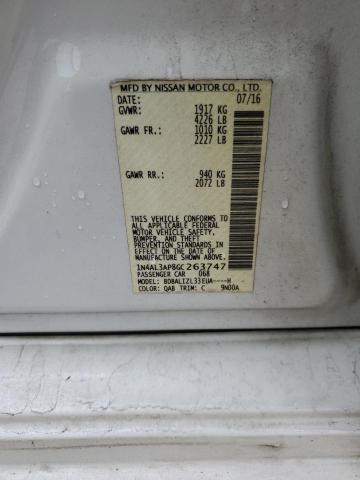 MFD BY NISSAN MOTOR CO., LTD.
DATE: 07/16
GVWR: 1917 KG
4226 LB
GAWR FR.: 1010 KG
2227 LB
GAWR RR.: 940 KG
2072 LB
THIS VEHICLE CONFORMS TO
ALL APPLICABLE FEDERAL
MOTOR VEHICLE SAFETY,
BUMPER, AND THEFT
PREVENTION STANDARDS
IN EFFECT ON THE DATE OF
MANUFACTURE SHOWN ABOVE.
1N4AL3AP8GC263747
PASSENGER CAR 068
MODEL: BDBALIZL33EUA----H
COLOR: QAB TRIM: C 9N00A